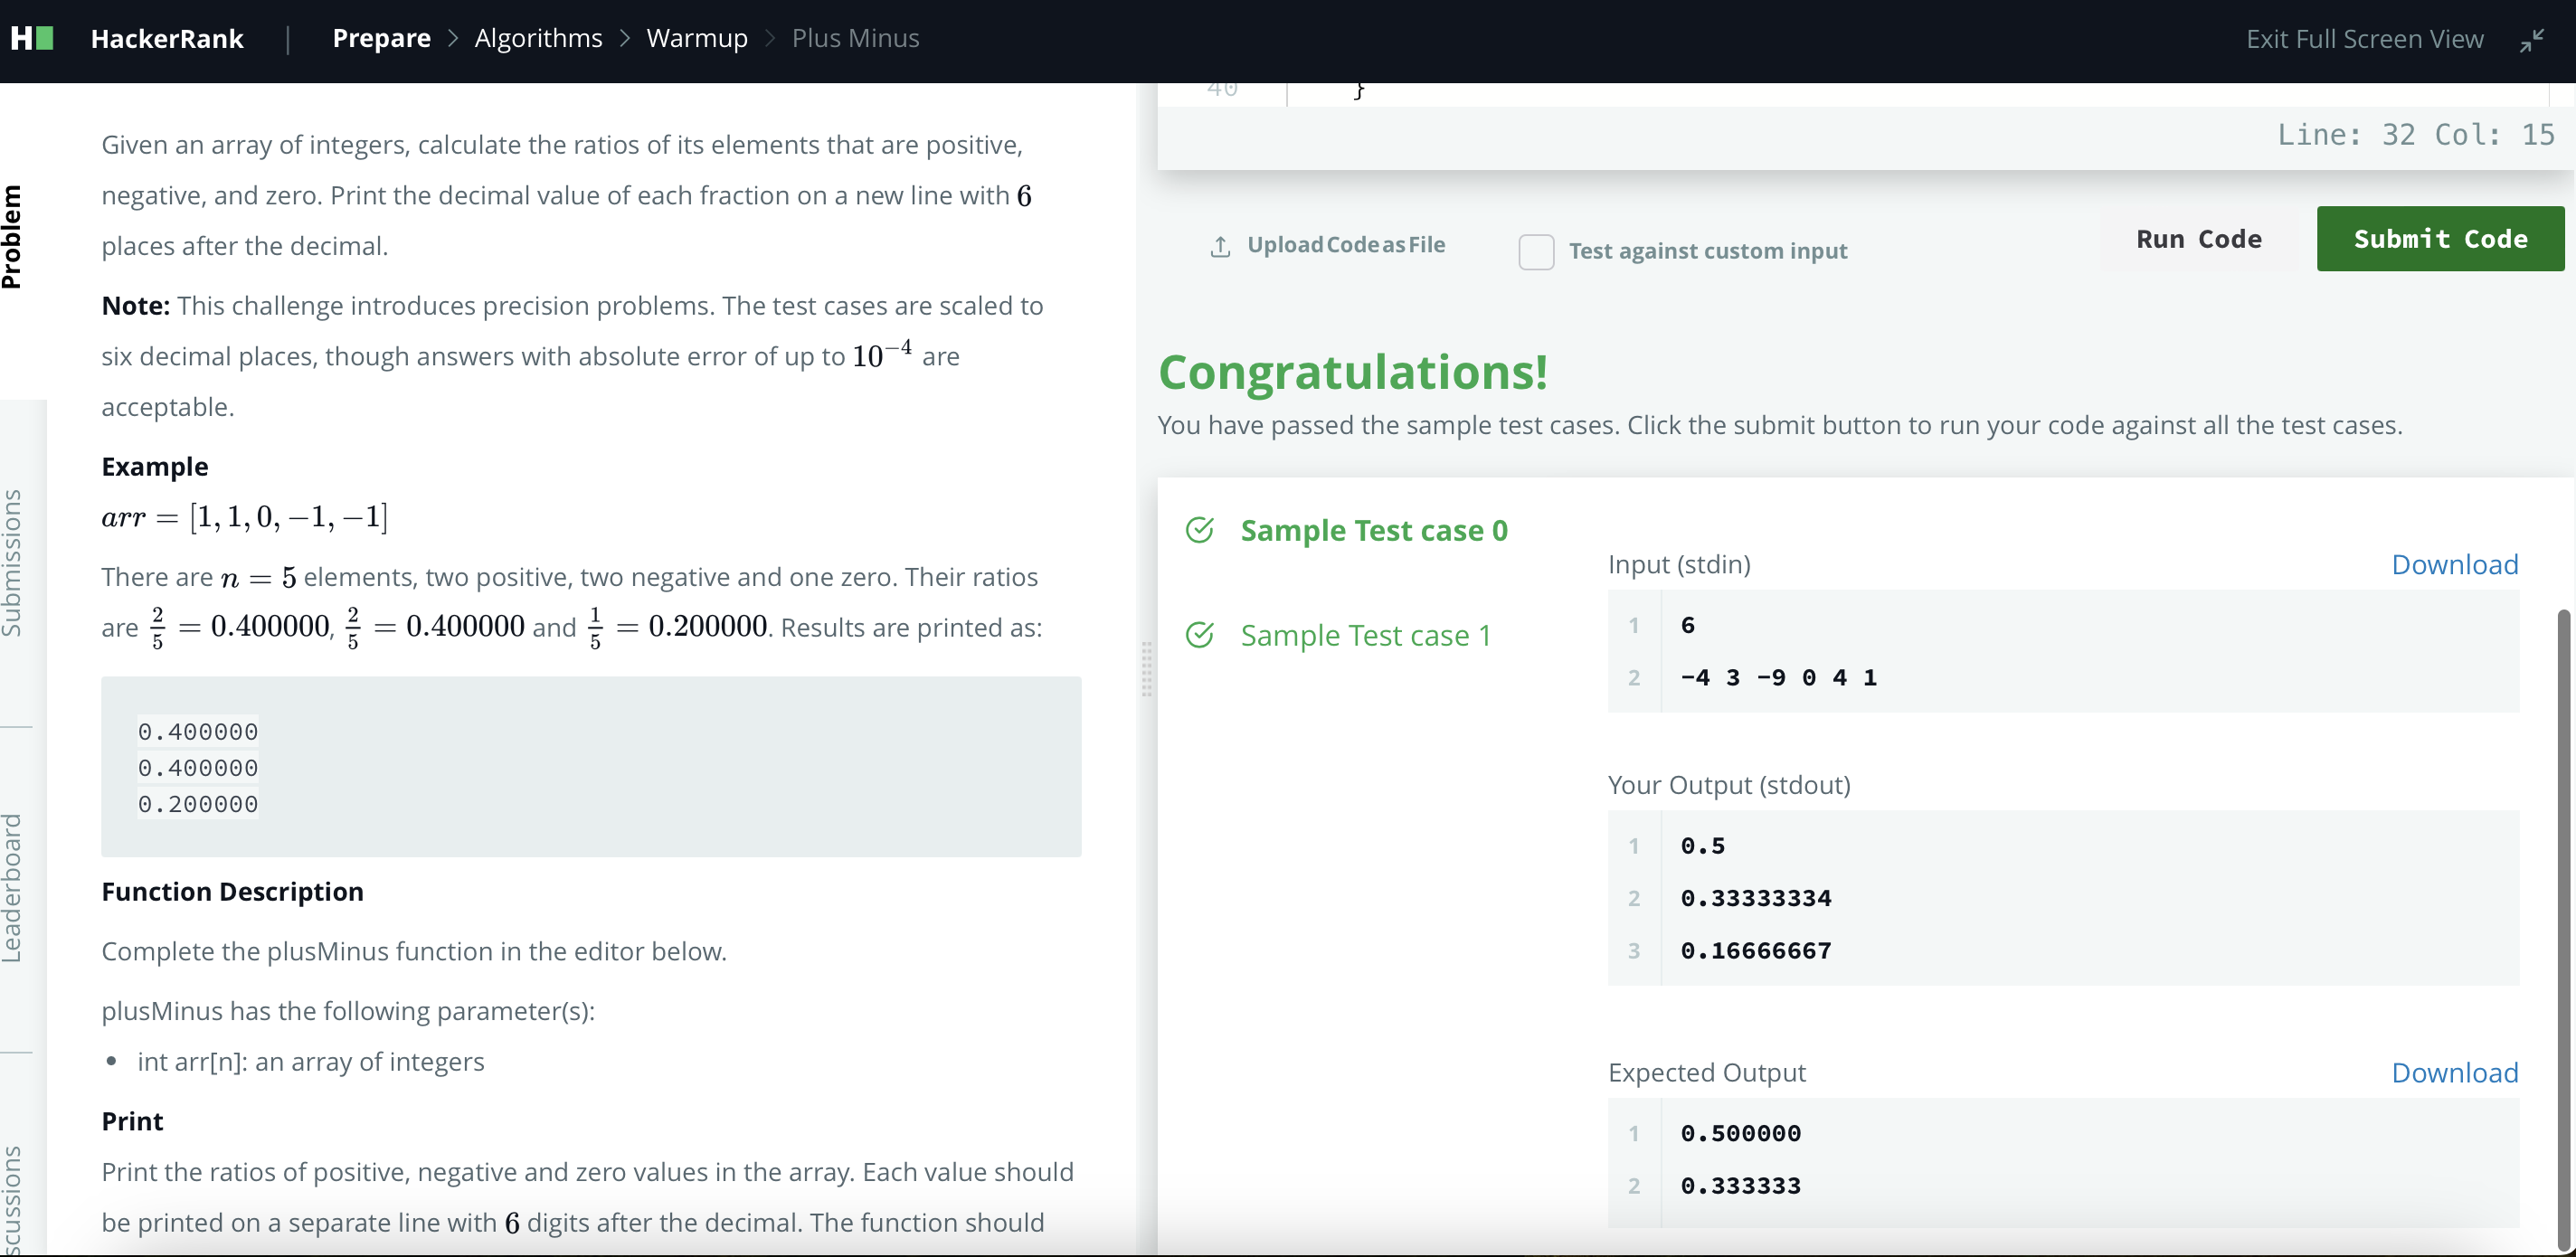 HackerRank | Prepare > Algorithms > Warmup > Plus Minus
Exit Full Screen View
Problem
Submissions
Leaderboard
scussions
Given an array of integers, calculate the ratios of its elements that are positive,
negative, and zero. Print the decimal value of each fraction on a new line with 6
places after the decimal.
Note: This challenge introduces precision problems. The test cases are scaled to
six decimal places, though answers with absolute error of up to 10⁻⁴ are
acceptable.
Example
arr = [1, 1, 0, −1, −1]
There are n = 5 elements, two positive, two negative and one zero. Their ratios
are 2/5 = 0.400000, 2/5 = 0.400000 and 1/5 = 0.200000. Results are printed as:
0.400000
0.400000
0.200000
Function Description
Complete the plusMinus function in the editor below.
plusMinus has the following parameter(s):
• int arr[n]: an array of integers
Print
Print the ratios of positive, negative and zero values in the array. Each value should
be printed on a separate line with 6 digits after the decimal. The function should
40 }
Line: 32 Col: 15
Upload Code as File
Test against custom input
Run Code
Submit Code
Congratulations!
You have passed the sample test cases. Click the submit button to run your code against all the test cases.
Sample Test case 0
Sample Test case 1
Input (stdin)
Download
1 6
2 -4 3 -9 0 4 1
Your Output (stdout)
1 0.5
2 0.33333334
3 0.16666667
Expected Output
Download
1 0.500000
2 0.333333